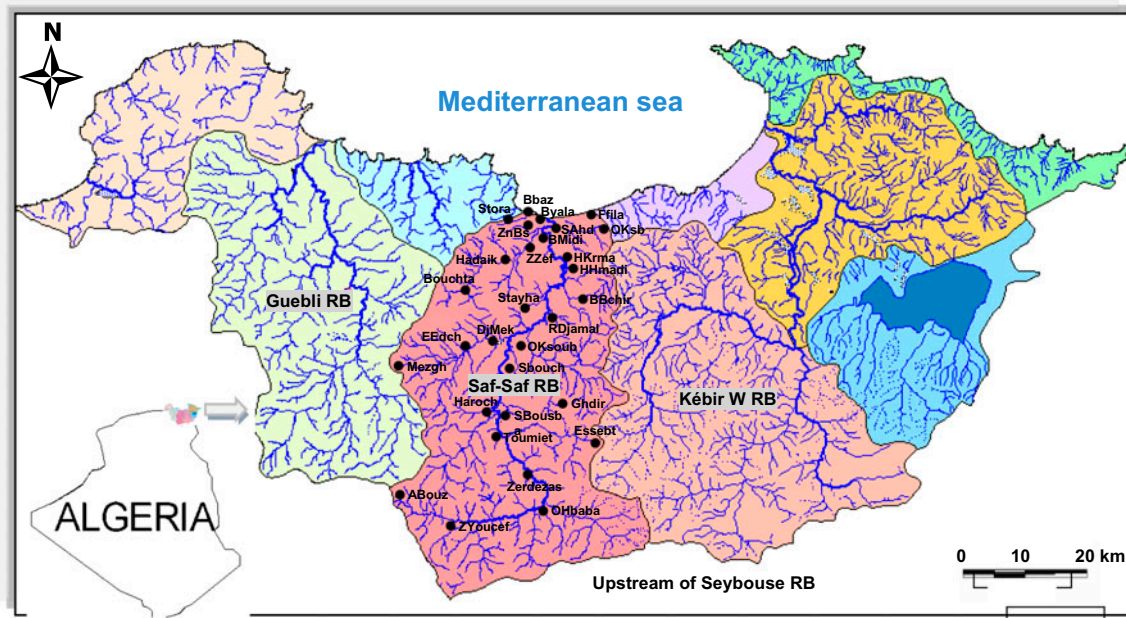 N
Mediterranean sea
Bbaz
Stora
Byala
Ffila
ZnBs
SAhd
OKsb
BMidi
ZZef
Hadaik
HKrma
HHmadi
Bouchta
BBchir
Guebli RB
Stayha
RDjamal
DjMek
EEdch
OKsoub
Mezgh
Sbouch
Saf-Saf RB
Kébir W RB
Haroch
Ghdir
SBousb
a
Toumiet
Essebt
Zerdezas
ABouz
OHbaba
ZYoucef
ALGERIA
0 10 20 km
Upstream of Seybouse RB